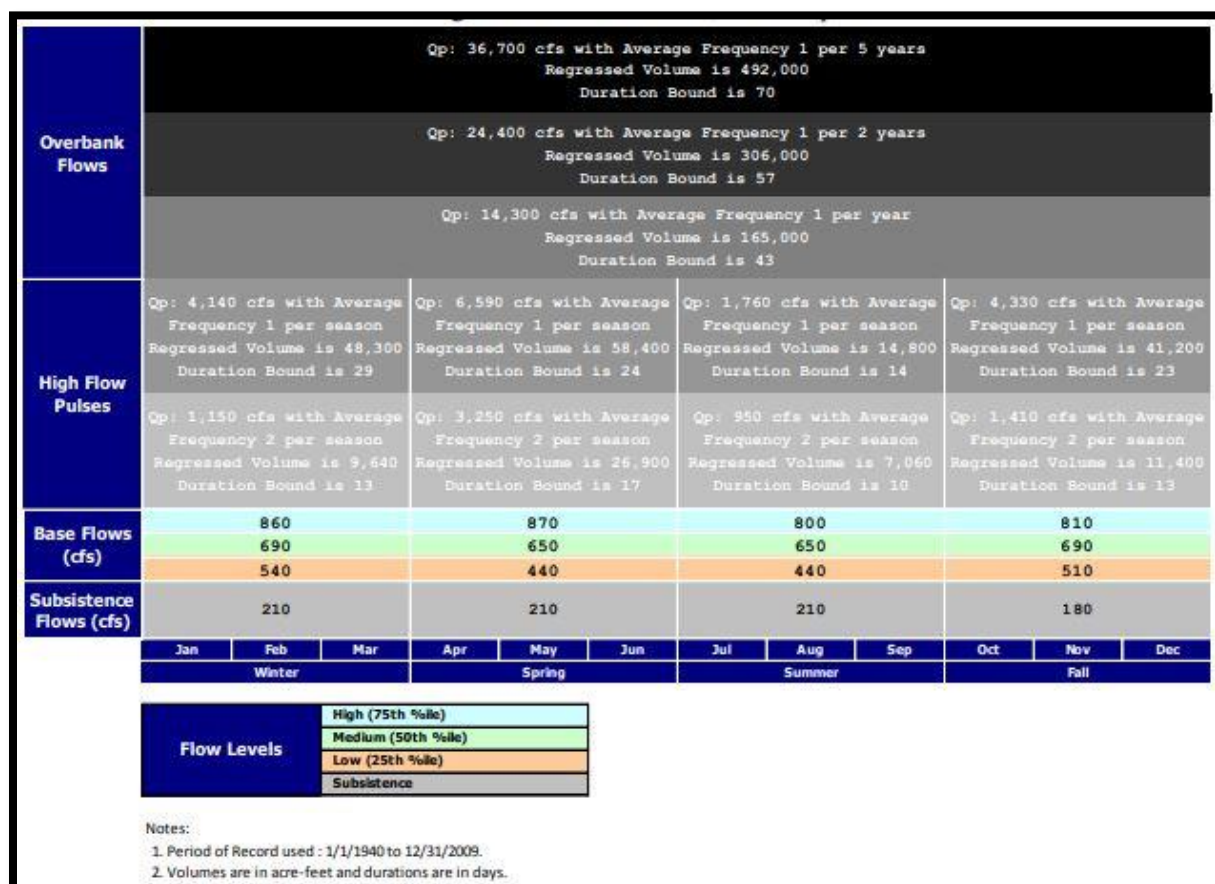 Overbank
Flows
Qp: 36,700 cfs with Average Frequency 1 per 5 years
Regressed Volume is 492,000
Duration Bound is 70
Qp: 24,400 cfs with Average Frequency 1 per 2 years
Regressed Volume is 306,000
Duration Bound is 57
Qp: 14,300 cfs with Average Frequency 1 per year
Regressed Volume is 165,000
Duration Bound is 43
High Flow
Pulses
Qp: 4,140 cfs with Average
Frequency 1 per season
Regressed Volume is 48,300
Duration Bound is 29
Qp: 6,590 cfs with Average
Frequency 1 per season
Regressed Volume is 58,400
Duration Bound is 24
Qp: 1,760 cfs with Average
Frequency 1 per season
Regressed Volume is 14,800
Duration Bound is 14
Qp: 4,330 cfs with Average
Frequency 1 per season
Regressed Volume is 41,200
Duration Bound is 23
Qp: 1,150 cfs with Average
Frequency 2 per season
Regressed Volume is 9,640
Duration Bound is 13
Qp: 3,250 cfs with Average
Frequency 2 per season
Regressed Volume is 26,900
Duration Bound is 17
Qp: 950 cfs with Average
Frequency 2 per season
Regressed Volume is 7,060
Duration Bound is 10
Qp: 1,410 cfs with Average
Frequency 2 per season
Regressed Volume is 11,400
Duration Bound is 13
Base Flows
(cfs)
860 870 800 810
690 650 650 690
540 440 440 510
Subsistence
Flows (cfs)
210 210 210 180
Jan Feb Mar Apr May Jun Jul Aug Sep Oct Nov Dec
Winter Spring Summer Fall
Flow Levels
High (75th %ile)
Medium (50th %ile)
Low (25th %ile)
Subsistence
Notes:
1. Period of Record used : 1/1/1940 to 12/31/2009.
2. Volumes are in acre-feet and durations are in days.